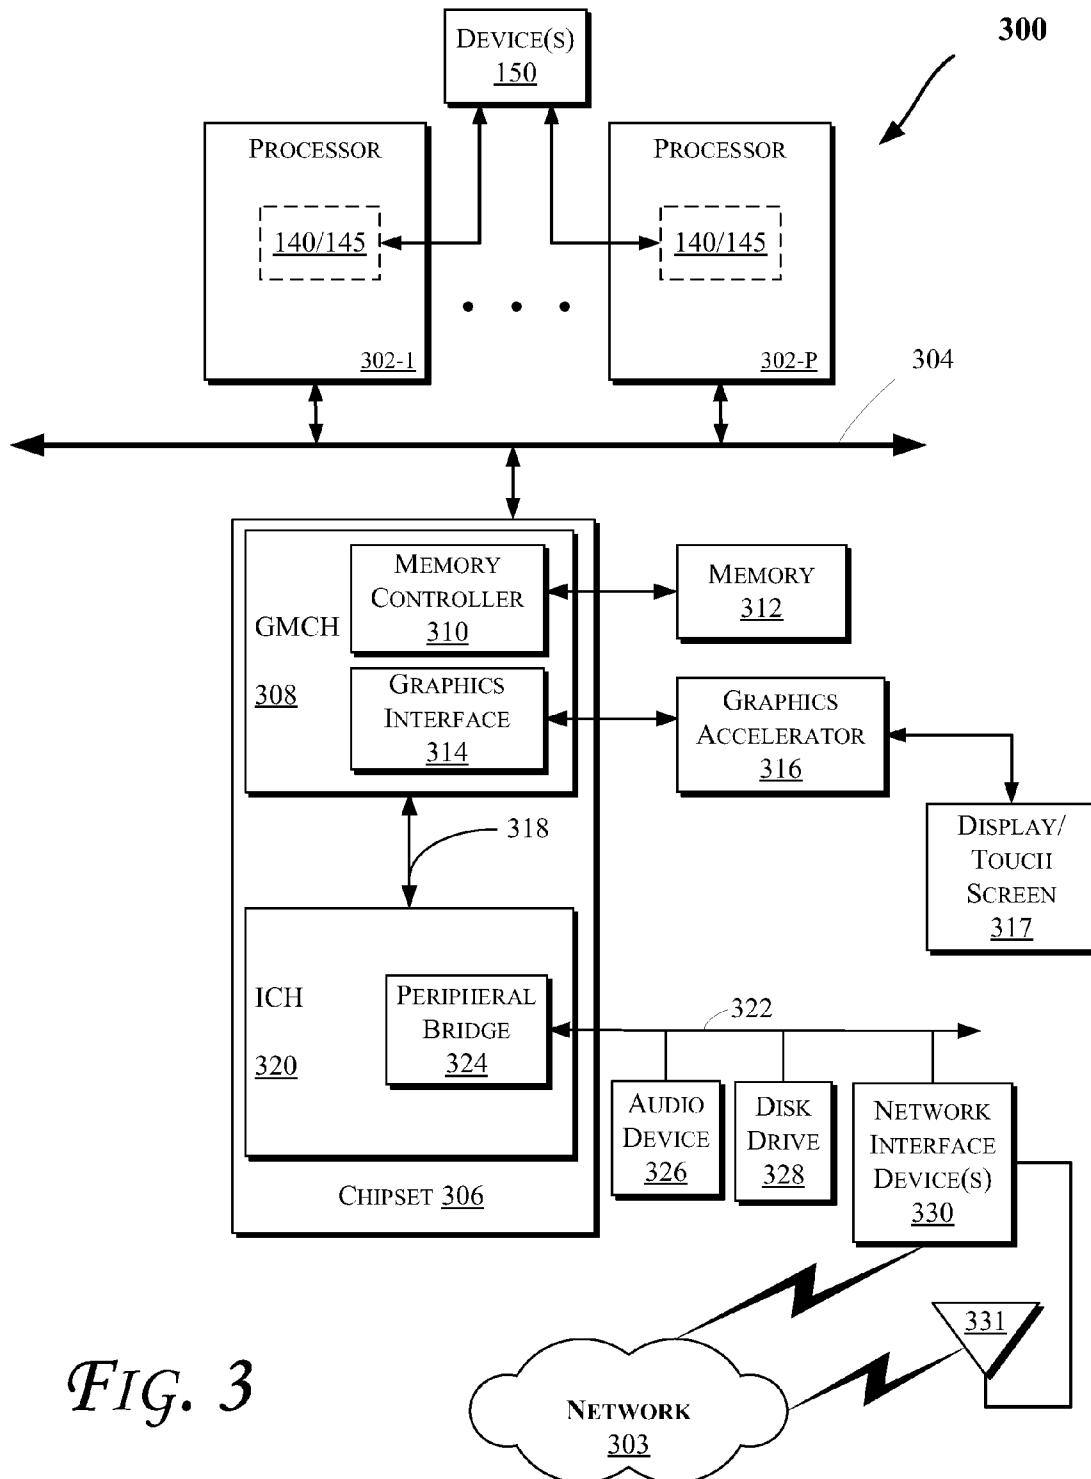 DEVICE(S)
150
300
PROCESSOR
140/145
302-1
PROCESSOR
140/145
302-P
304
GMCH
308
MEMORY
CONTROLLER
310
MEMORY
312
GRAPHICS
INTERFACE
314
GRAPHICS
ACCELERATOR
316
318
DISPLAY/
TOUCH
SCREEN
317
ICH
320
PERIPHERAL
BRIDGE
324
322
AUDIO
DEVICE
326
DISK
DRIVE
328
NETWORK
INTERFACE
DEVICE(S)
330
CHIPSET 306
331
NETWORK
303
FIG. 3